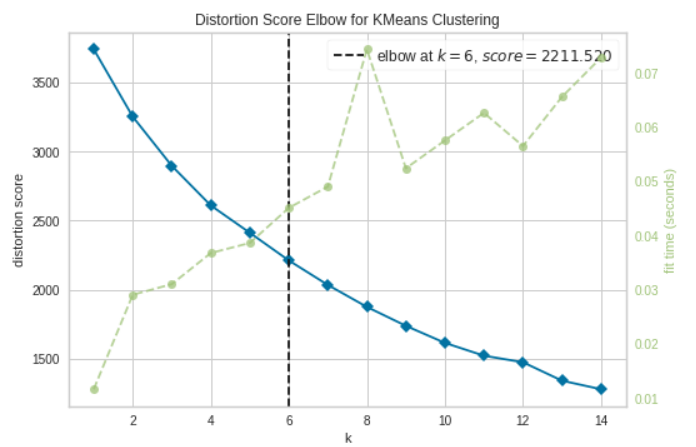 Distortion Score Elbow for KMeans Clustering
elbow at k = 6, score = 2211.520
distortion score
3500
3000
2500
2000
1500
0.07
0.06
0.05
0.04
0.03
0.02
0.01
fit time (seconds)
2 4 6 8 10 12 14
k